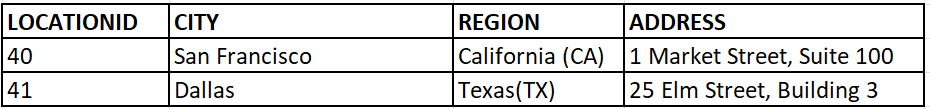 LOCATIONID CITY REGION ADDRESS
40 San Francisco California (CA) 1 Market Street, Suite 100
41 Dallas Texas(TX) 25 Elm Street, Building 3